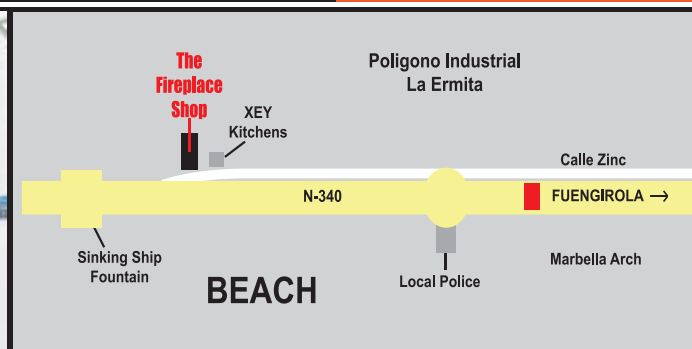 The
Fireplace
Shop
Poligono Industrial
La Ermita
XEY
Kitchens
Calle Zinc
N-340
FUENGIROLA →
Sinking Ship
Fountain
BEACH
Local Police
Marbella Arch